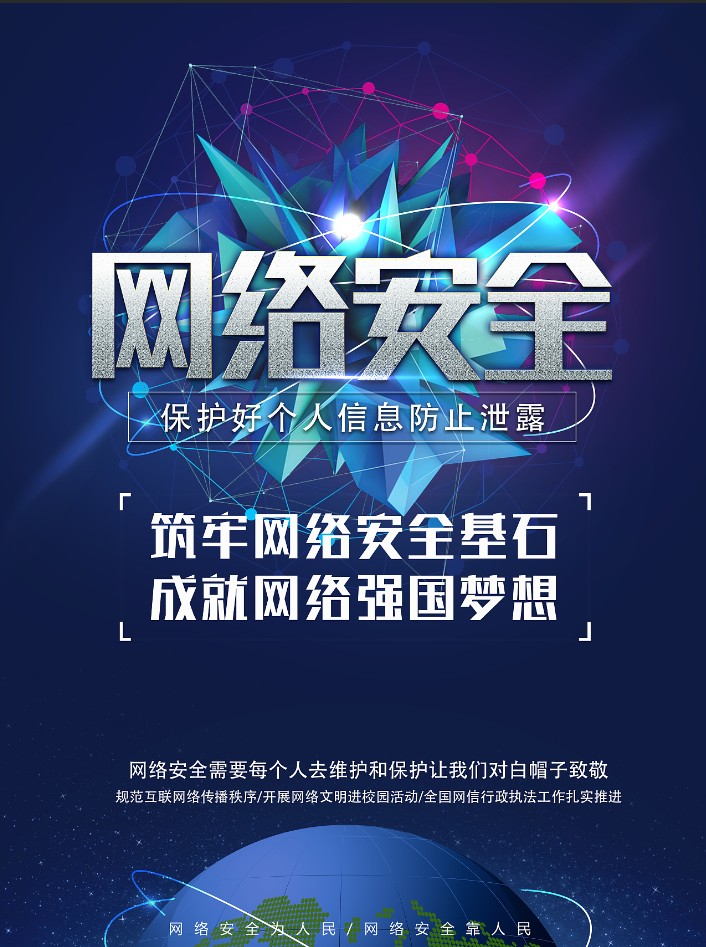 网络安全
保护好个人信息防止泄露
筑牢网络安全基石
成就网络强国梦想
网络安全需要每个人去维护和保护让我们对白帽子致敬
规范互联网络传播秩序/开展网络文明进校园活动/全国网信行政执法工作扎实推进
网络安全为人民/网络安全靠人民